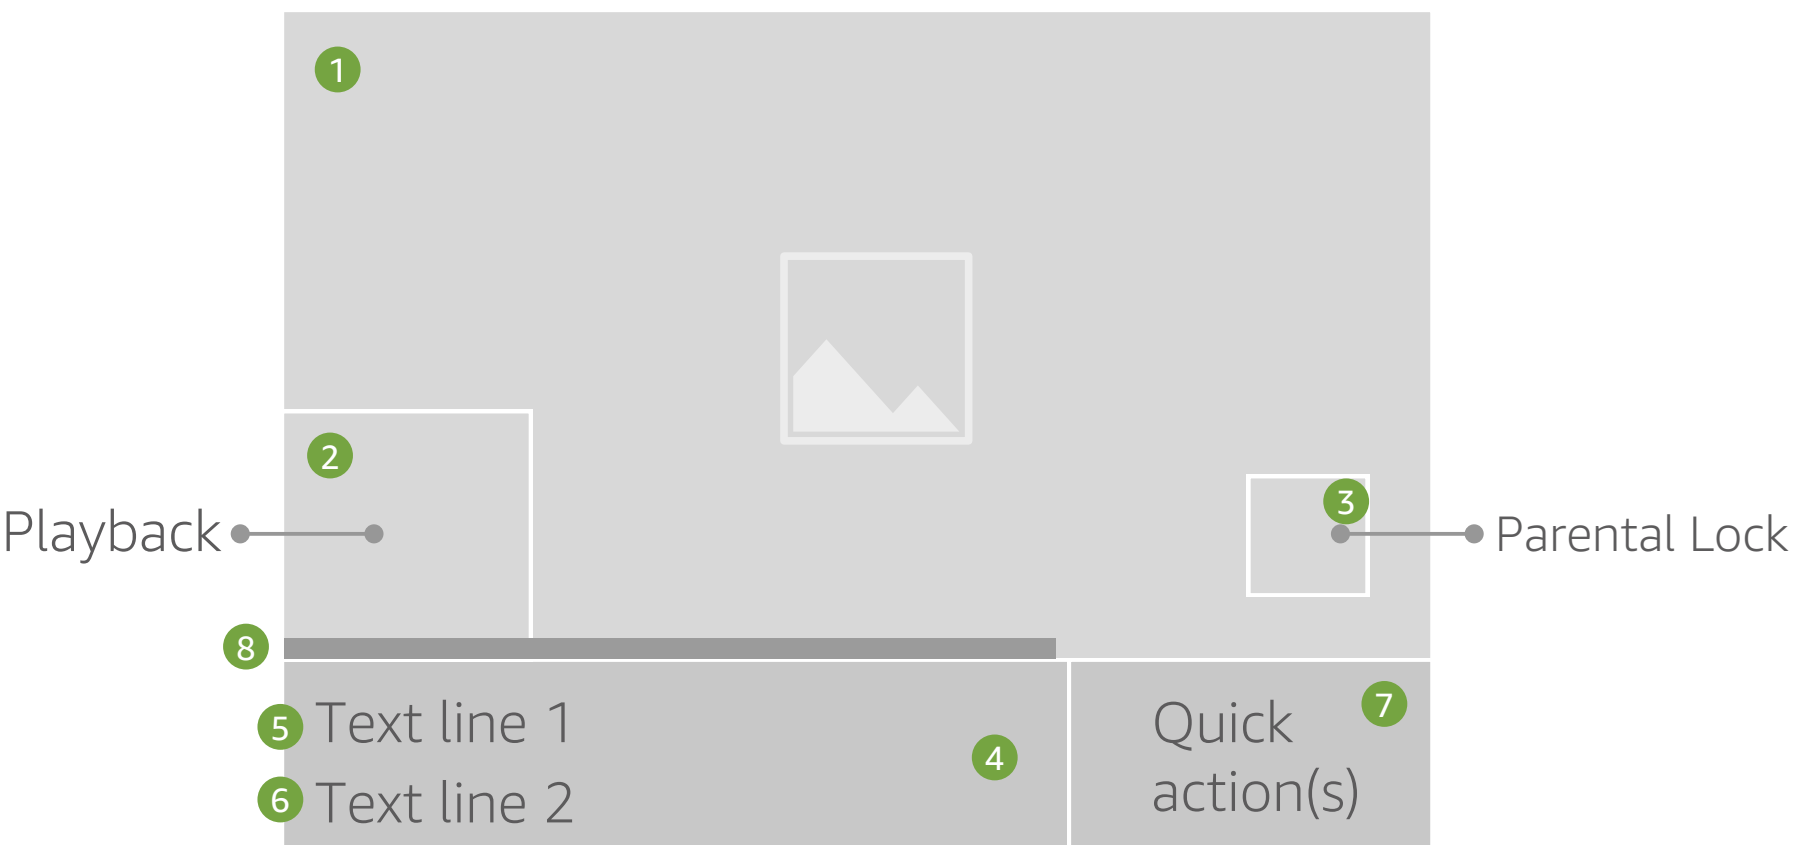 1
2
3
Playback
Parental Lock
8
5 Text line 1
4
6 Text line 2
Quick
action(s)
7